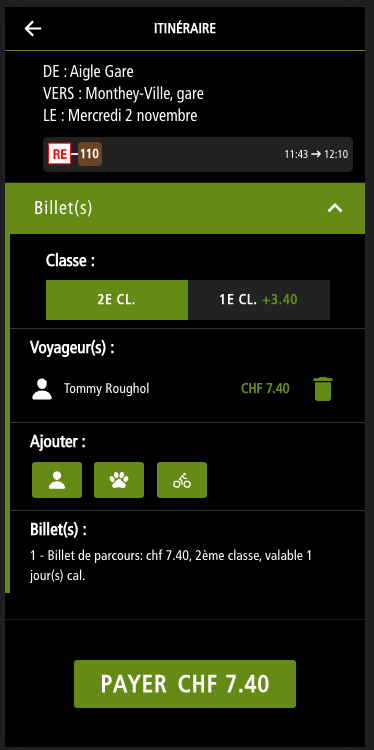 ITINÉRAIRE
DE : Aigle Gare
VERS : Monthey-Ville, gare
LE : Mercredi 2 novembre
RE 110 11:43 → 12:10
Billet(s)
Classe :
2E CL. 1E CL. +3.40
Voyageur(s) :
Tommy Roughol CHF 7.40
Ajouter :
Billet(s) :
1 - Billet de parcours: chf 7.40, 2ème classe, valable 1
jour(s) cal.
PAYER CHF 7.40